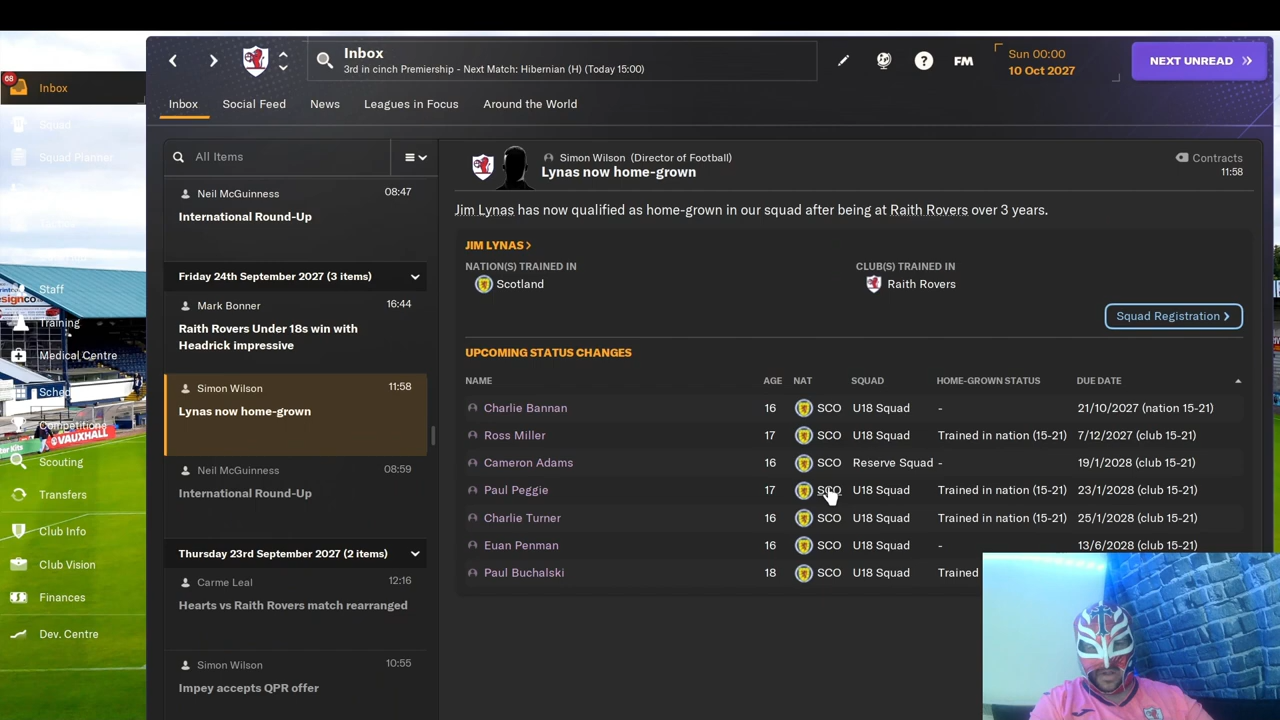 Inbox
3rd in cinch Premiership - Next Match: Hibernian (H) (Today 15:00)
FM
Sun 00:00
10 Oct 2027
NEXT UNREAD
68
Inbox
Squad
Squad Planner
Staff
Training
Medical Centre
Sched
Competitions
Scouting
Transfers
Club Info
Club Vision
Finances
Dev. Centre
VAUXHALL
Inbox Social Feed News Leagues in Focus Around the World
All Items
Neil McGuinness 08:47
International Round-Up
Friday 24th September 2027 (3 items)
Mark Bonner 16:44
Raith Rovers Under 18s win with
Headrick impressive
Simon Wilson 11:58
Lynas now home-grown
Neil McGuinness 08:59
International Round-Up
Thursday 23rd September 2027 (2 items)
Carme Leal 12:16
Hearts vs Raith Rovers match rearranged
Simon Wilson 10:55
Impey accepts QPR offer
Simon Wilson (Director of Football)
Lynas now home-grown
Contracts
11:58
Jim Lynas has now qualified as home-grown in our squad after being at Raith Rovers over 3 years.
JIM LYNAS >
NATION(S) TRAINED IN CLUB(S) TRAINED IN
Scotland Raith Rovers
Squad Registration >
UPCOMING STATUS CHANGES
NAME AGE NAT SQUAD HOME-GROWN STATUS DUE DATE
Charlie Bannan 16 SCO U18 Squad - 21/10/2027 (nation 15-21)
Ross Miller 17 SCO U18 Squad Trained in nation (15-21) 7/12/2027 (club 15-21)
Cameron Adams 16 SCO Reserve Squad - 19/1/2028 (club 15-21)
Paul Peggie 17 SCO U18 Squad Trained in nation (15-21) 23/1/2028 (club 15-21)
Charlie Turner 16 SCO U18 Squad Trained in nation (15-21) 25/1/2028 (club 15-21)
Euan Penman 16 SCO U18 Squad - 13/6/2028 (club 15-21)
Paul Buchalski 18 SCO U18 Squad Trained